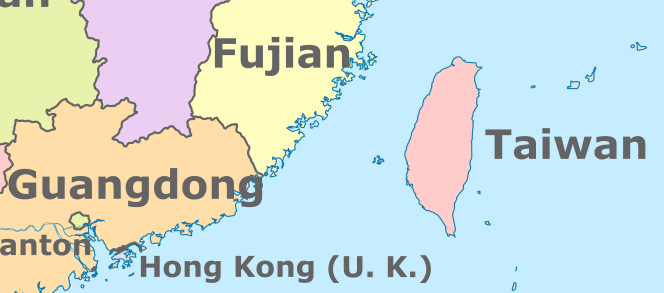 Fujian
Taiwan
Guangdong
anton
Hong Kong (U. K.)